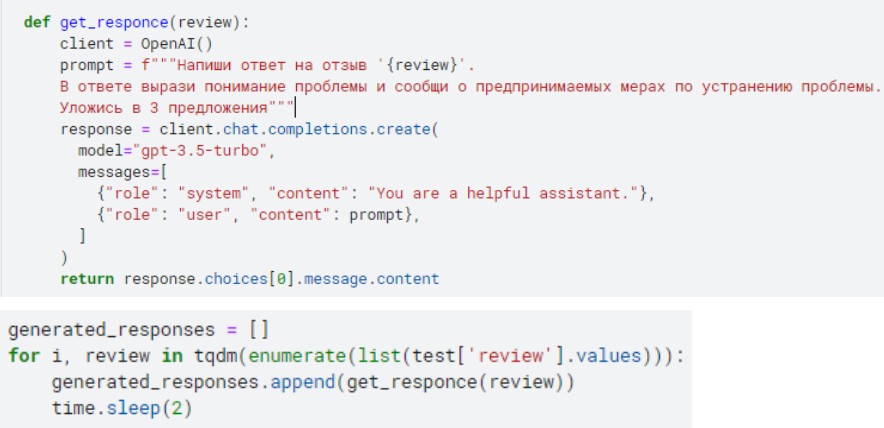 def get_responce(review):
    client = OpenAI()
    prompt = f"""Напиши ответ на отзыв '{review}'.
    В ответе вырази понимание проблемы и сообщи о предпринимаемых мерах по устранению проблемы.
    Уложись в 3 предложения"""
    response = client.chat.completions.create(
      model="gpt-3.5-turbo",
      messages=[
        {"role": "system", "content": "You are a helpful assistant."},
        {"role": "user", "content": prompt},
      ]
    )
    return response.choices[0].message.content
generated_responses = []
for i, review in tqdm(enumerate(list(test['review'].values))):
    generated_responses.append(get_responce(review))
    time.sleep(2)